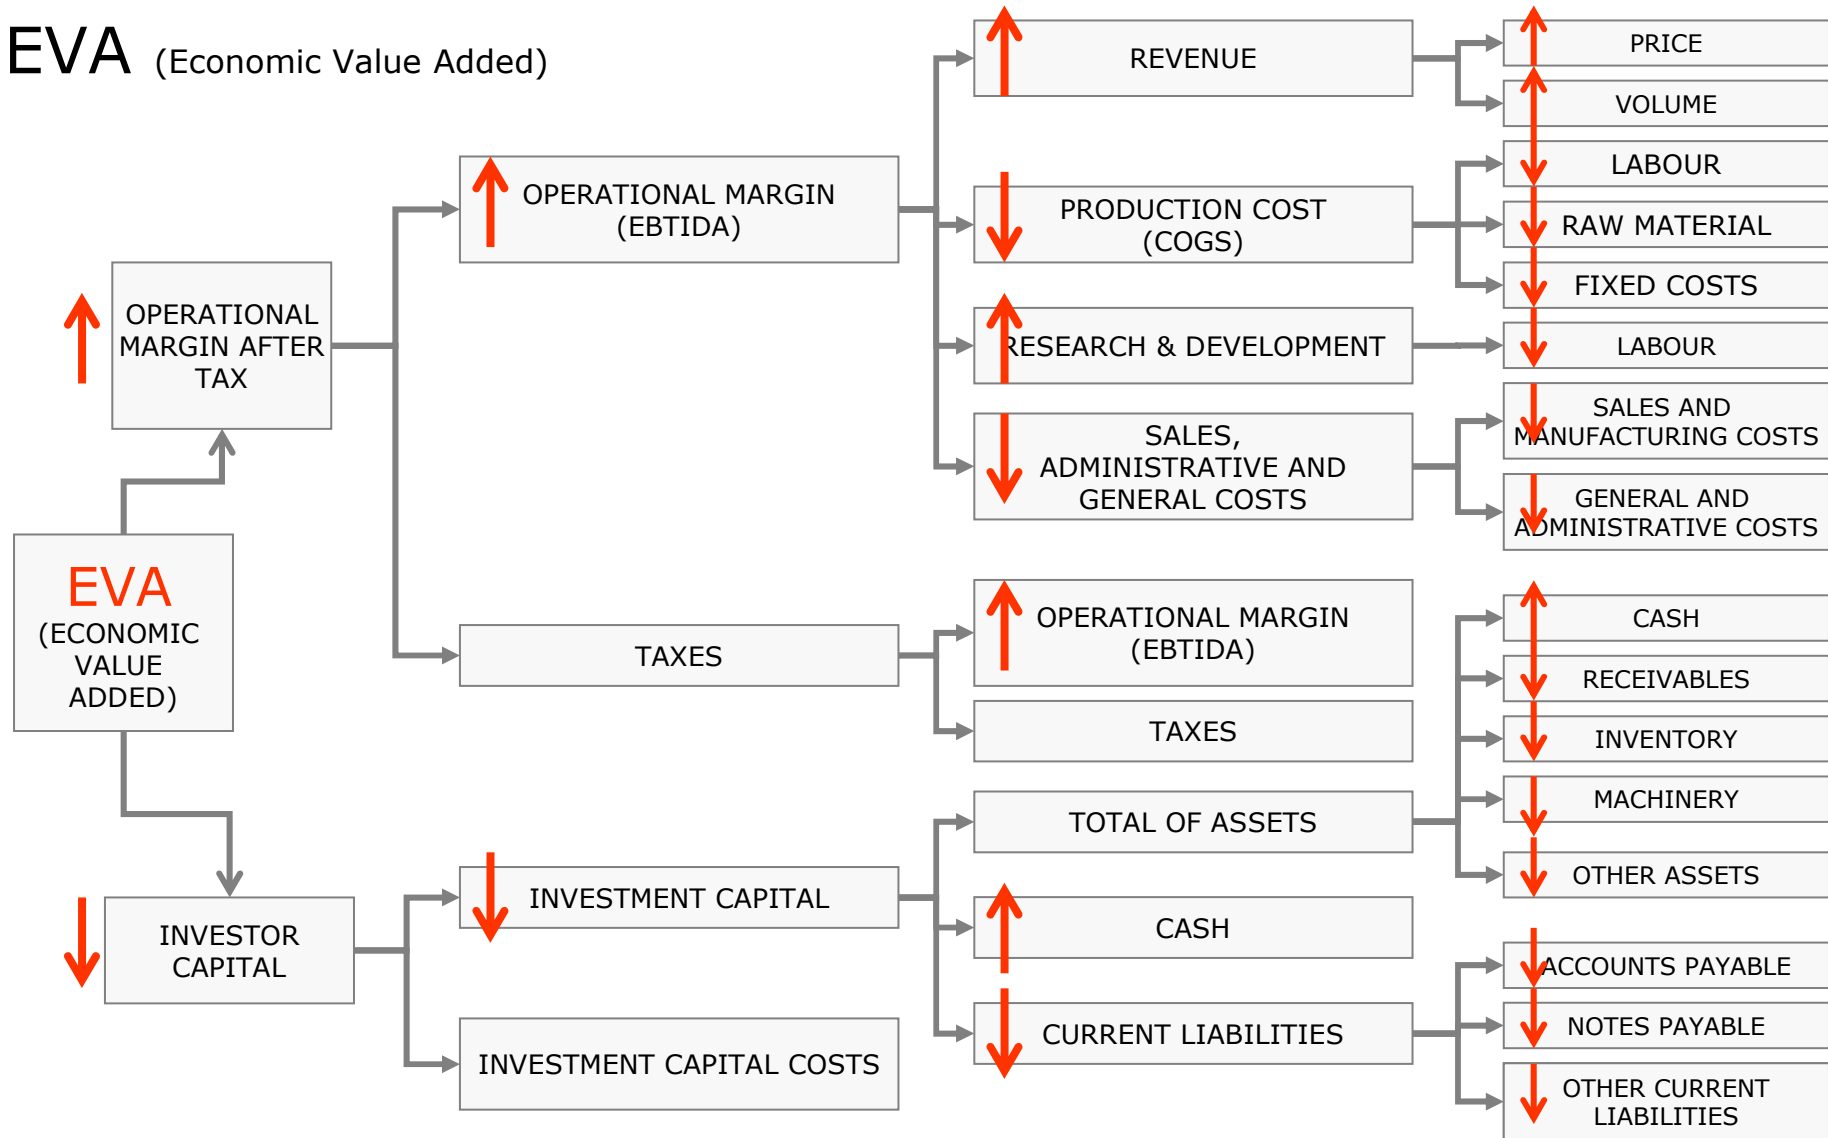 EVA (Economic Value Added)
REVENUE
PRICE
VOLUME
OPERATIONAL MARGIN
(EBTIDA)
PRODUCTION COST
(COGS)
LABOUR
RAW MATERIAL
FIXED COSTS
OPERATIONAL
MARGIN AFTER
TAX
RESEARCH & DEVELOPMENT
LABOUR
SALES,
ADMINISTRATIVE AND
GENERAL COSTS
SALES AND
MANUFACTURING COSTS
GENERAL AND
ADMINISTRATIVE COSTS
EVA
(ECONOMIC
VALUE
ADDED)
TAXES
OPERATIONAL MARGIN
(EBTIDA)
TAXES
CASH
RECEIVABLES
INVENTORY
MACHINERY
OTHER ASSETS
TOTAL OF ASSETS
INVESTOR
CAPITAL
INVESTMENT CAPITAL
CASH
CURRENT LIABILITIES
ACCOUNTS PAYABLE
NOTES PAYABLE
OTHER CURRENT
LIABILITIES
INVESTMENT CAPITAL COSTS